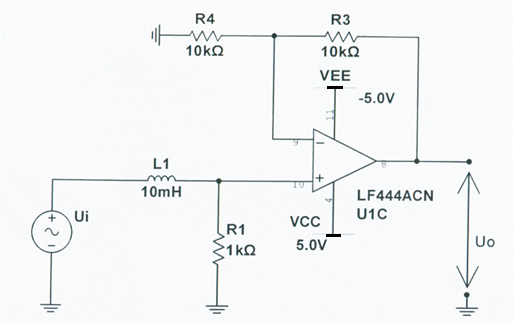 R4 R3
10kΩ 10kΩ
VEE
-5.0V
11
9
−
L1
+
10
8
10mH
LF444ACN
Ui
+
−
R1
VCC
4
U1C
1kΩ
5.0V
Uo